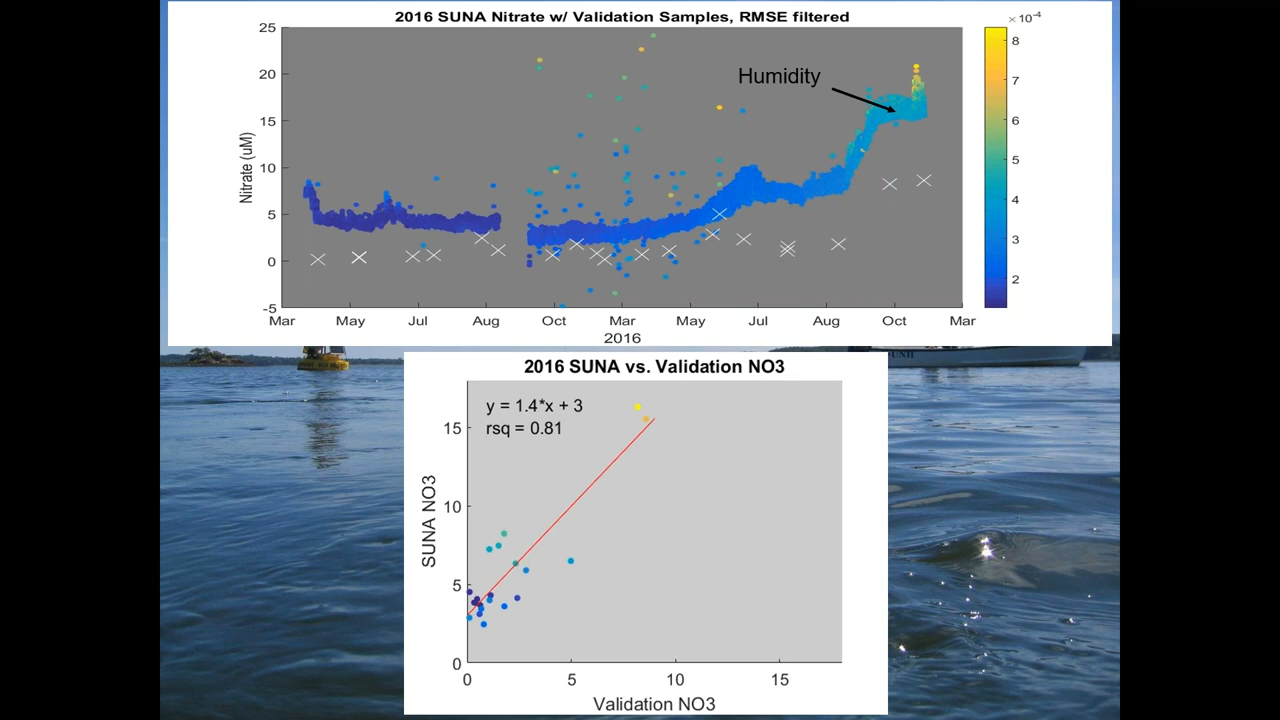 2016 SUNA Nitrate w/ Validation Samples, RMSE filtered
×10⁻⁴
25
20
15
10
5
0
-5
Nitrate (uM)
Humidity
8
7
6
5
4
3
2
Mar May Jul Aug Oct Mar May Jul Aug Oct Mar
2016
UNH
2016 SUNA vs. Validation NO3
y = 1.4*x + 3
rsq = 0.81
15
10
5
0
SUNA NO3
0 5 10 15
Validation NO3